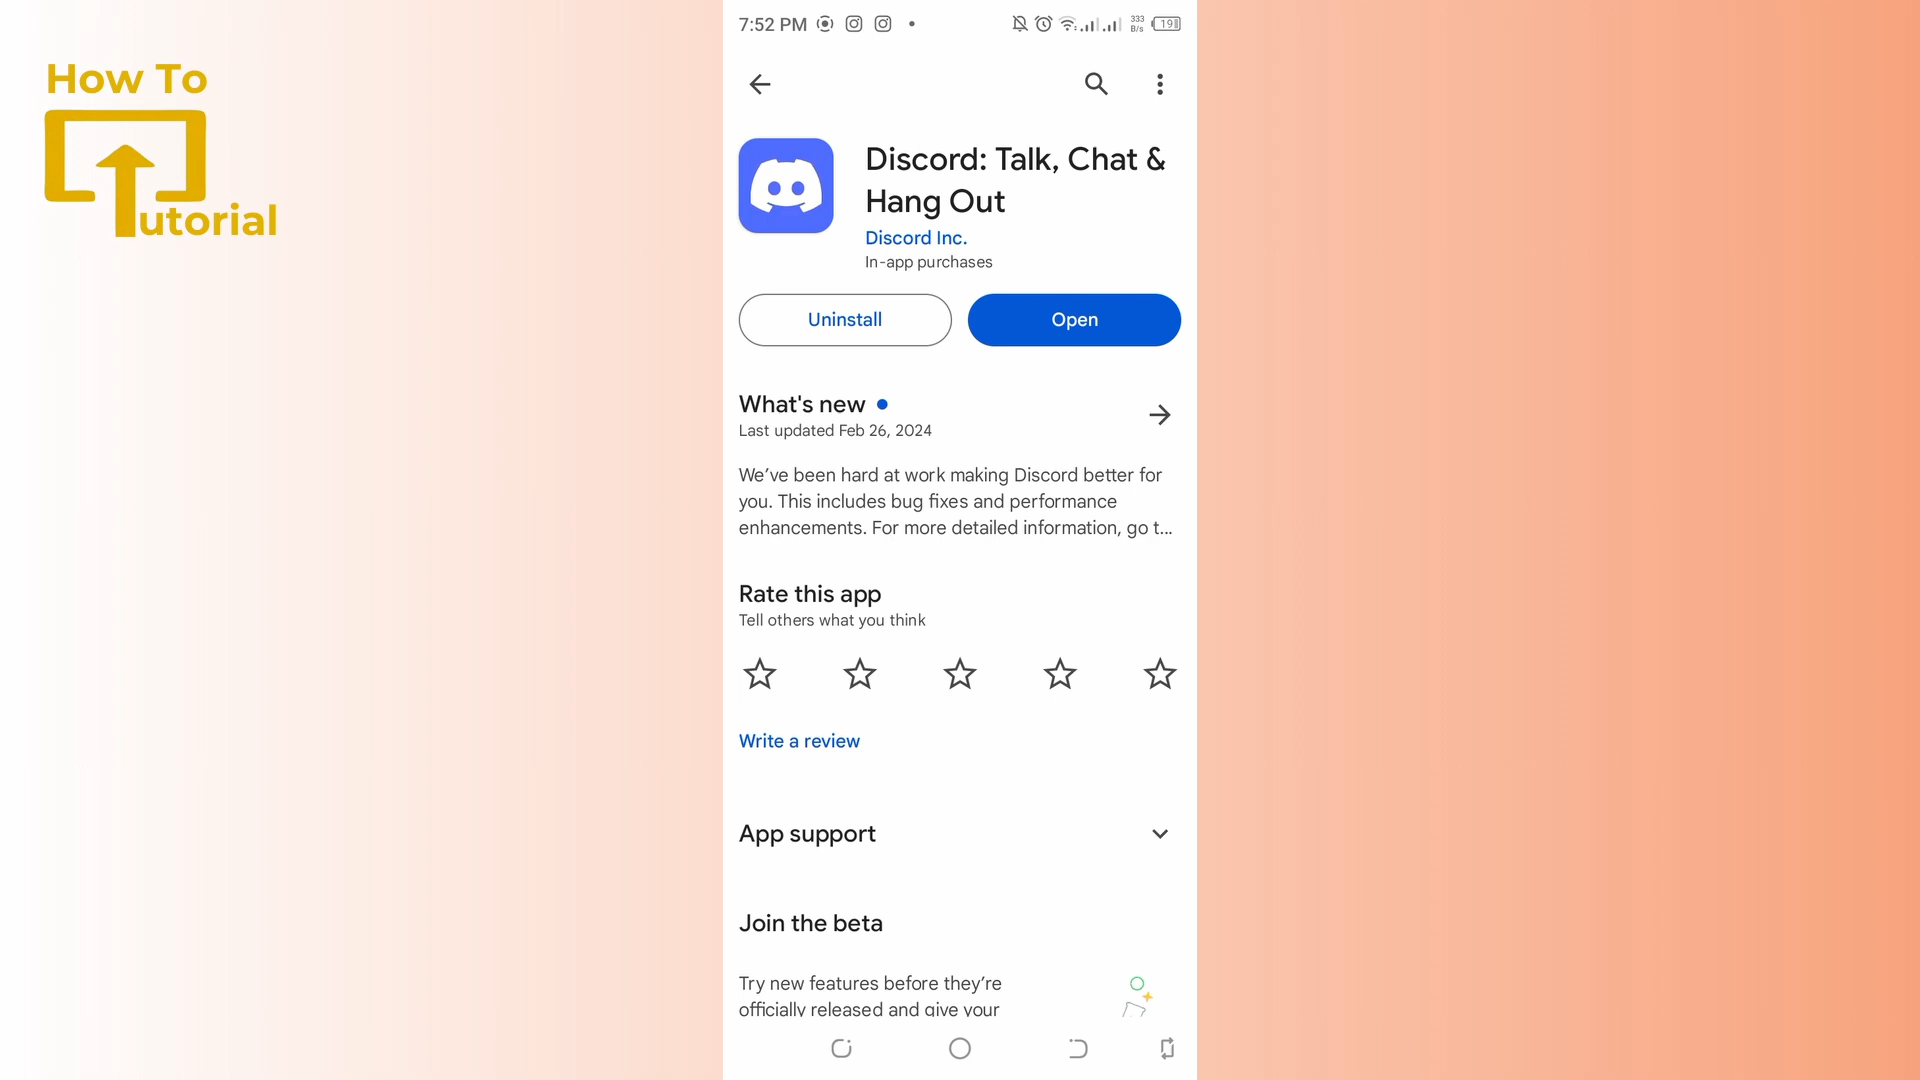 How To
utorial
7:52 PM
333
B/s
19
Discord: Talk, Chat &
Hang Out
Discord Inc.
In-app purchases
Uninstall
Open
What's new
Last updated Feb 26, 2024
We’ve been hard at work making Discord better for
you. This includes bug fixes and performance
enhancements. For more detailed information, go t...
Rate this app
Tell others what you think
Write a review
App support
Join the beta
Try new features before they’re
officially released and give your